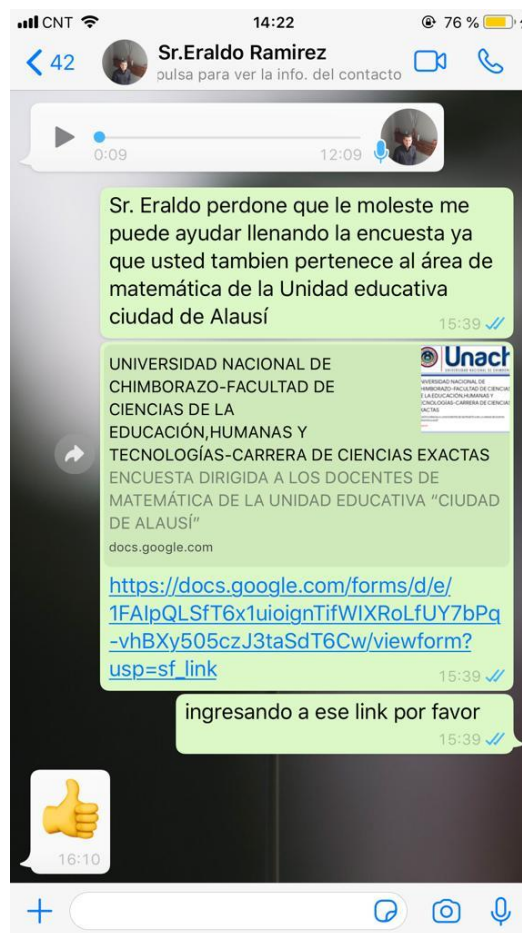 CNT 14:22 76 %
42 Sr.Eraldo Ramirez
pulsa para ver la info. del contacto
0:09 12:09
Sr. Eraldo perdone que le moleste me
puede ayudar llenando la encuesta ya
que usted tambien pertenece al área de
matemática de la Unidad educativa
ciudad de Alausí
15:39
Unach
UNIVERSIDAD NACIONAL DE
CHIMBORAZO-FACULTAD DE
CIENCIAS DE LA
EDUCACIÓN,HUMANAS Y
TECNOLOGÍAS-CARRERA DE CIENCIAS EXACTAS
ENCUESTA DIRIGIDA A LOS DOCENTES DE
MATEMÁTICA DE LA UNIDAD EDUCATIVA “CIUDAD
DE ALAUSÍ”
docs.google.com
https://docs.google.com/forms/d/e/
1FAIpQLSfT6x1uioignTifWIXRoLfUY7bPq
-vhBXy505czJ3taSdT6Cw/viewform?
usp=sf_link
15:39
ingresando a ese link por favor
15:39
16:10